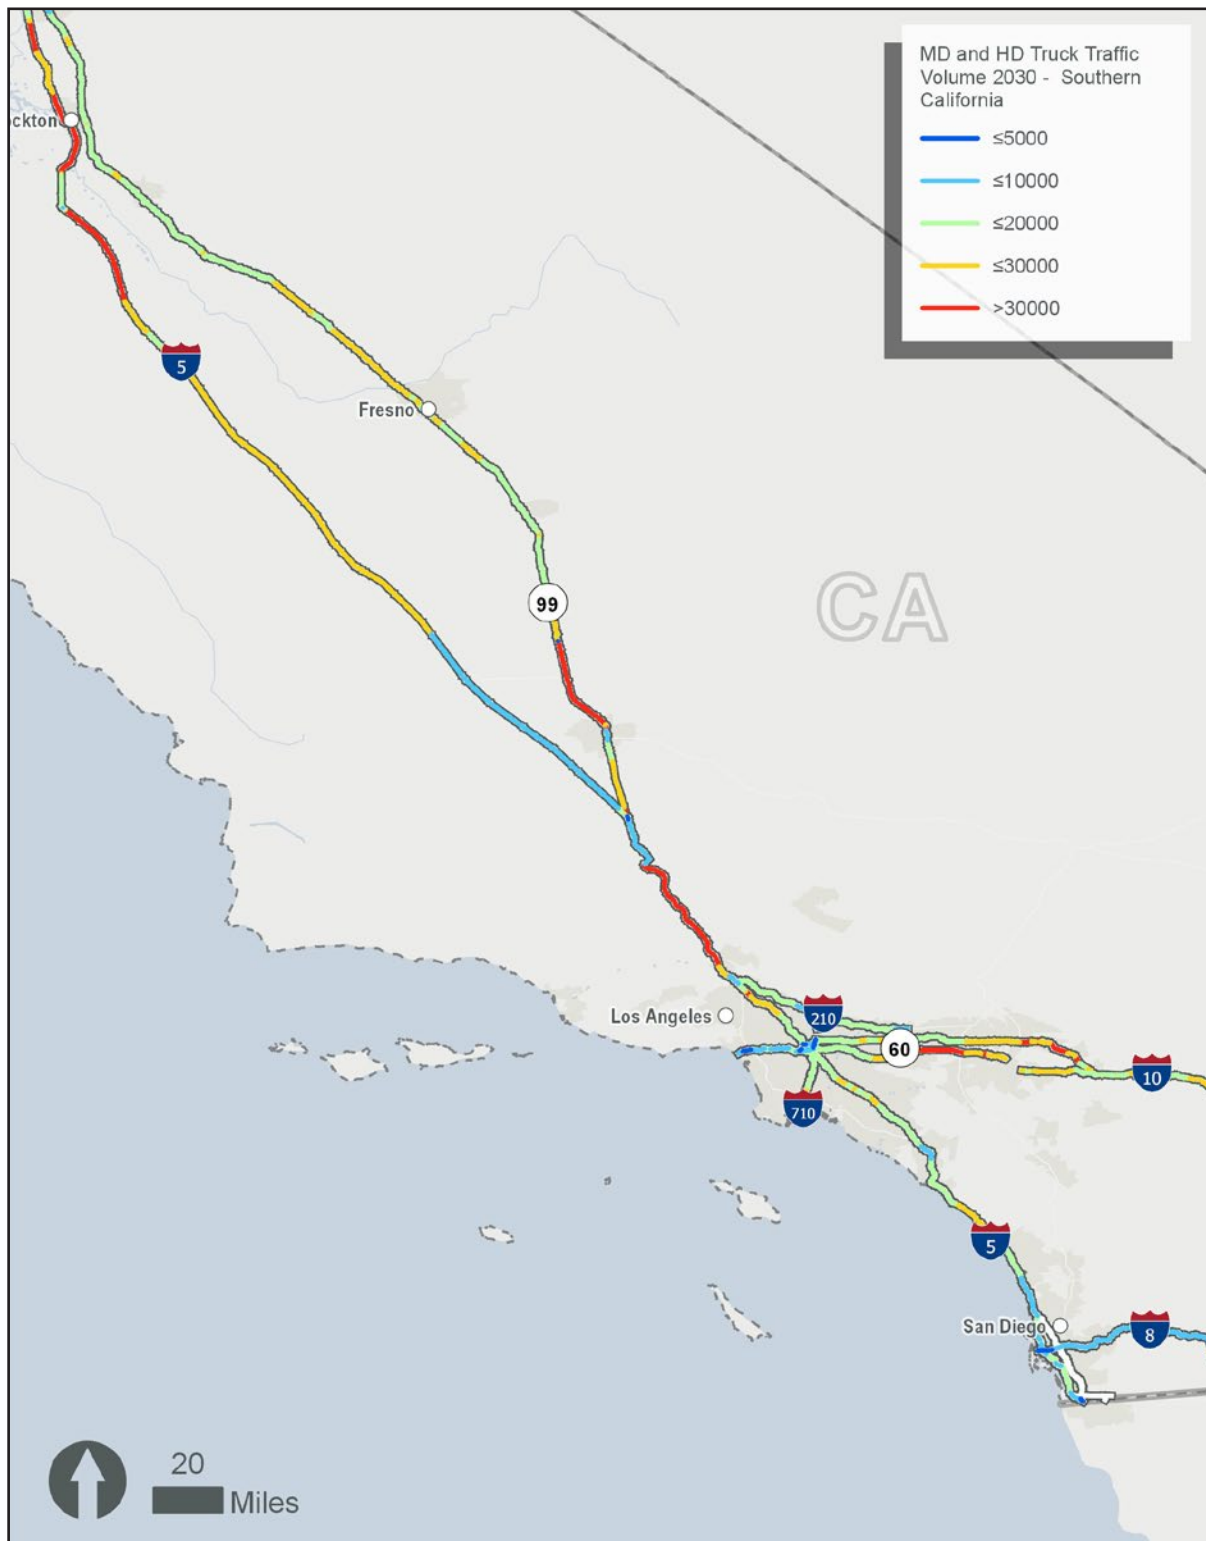 MD and HD Truck Traffic
Volume 2030 - Southern
California
≤5000
≤10000
≤20000
≤30000
>30000
ckton
5
Fresno
99
CA
Los Angeles
210
60
10
710
5
San Diego
8
20
Miles